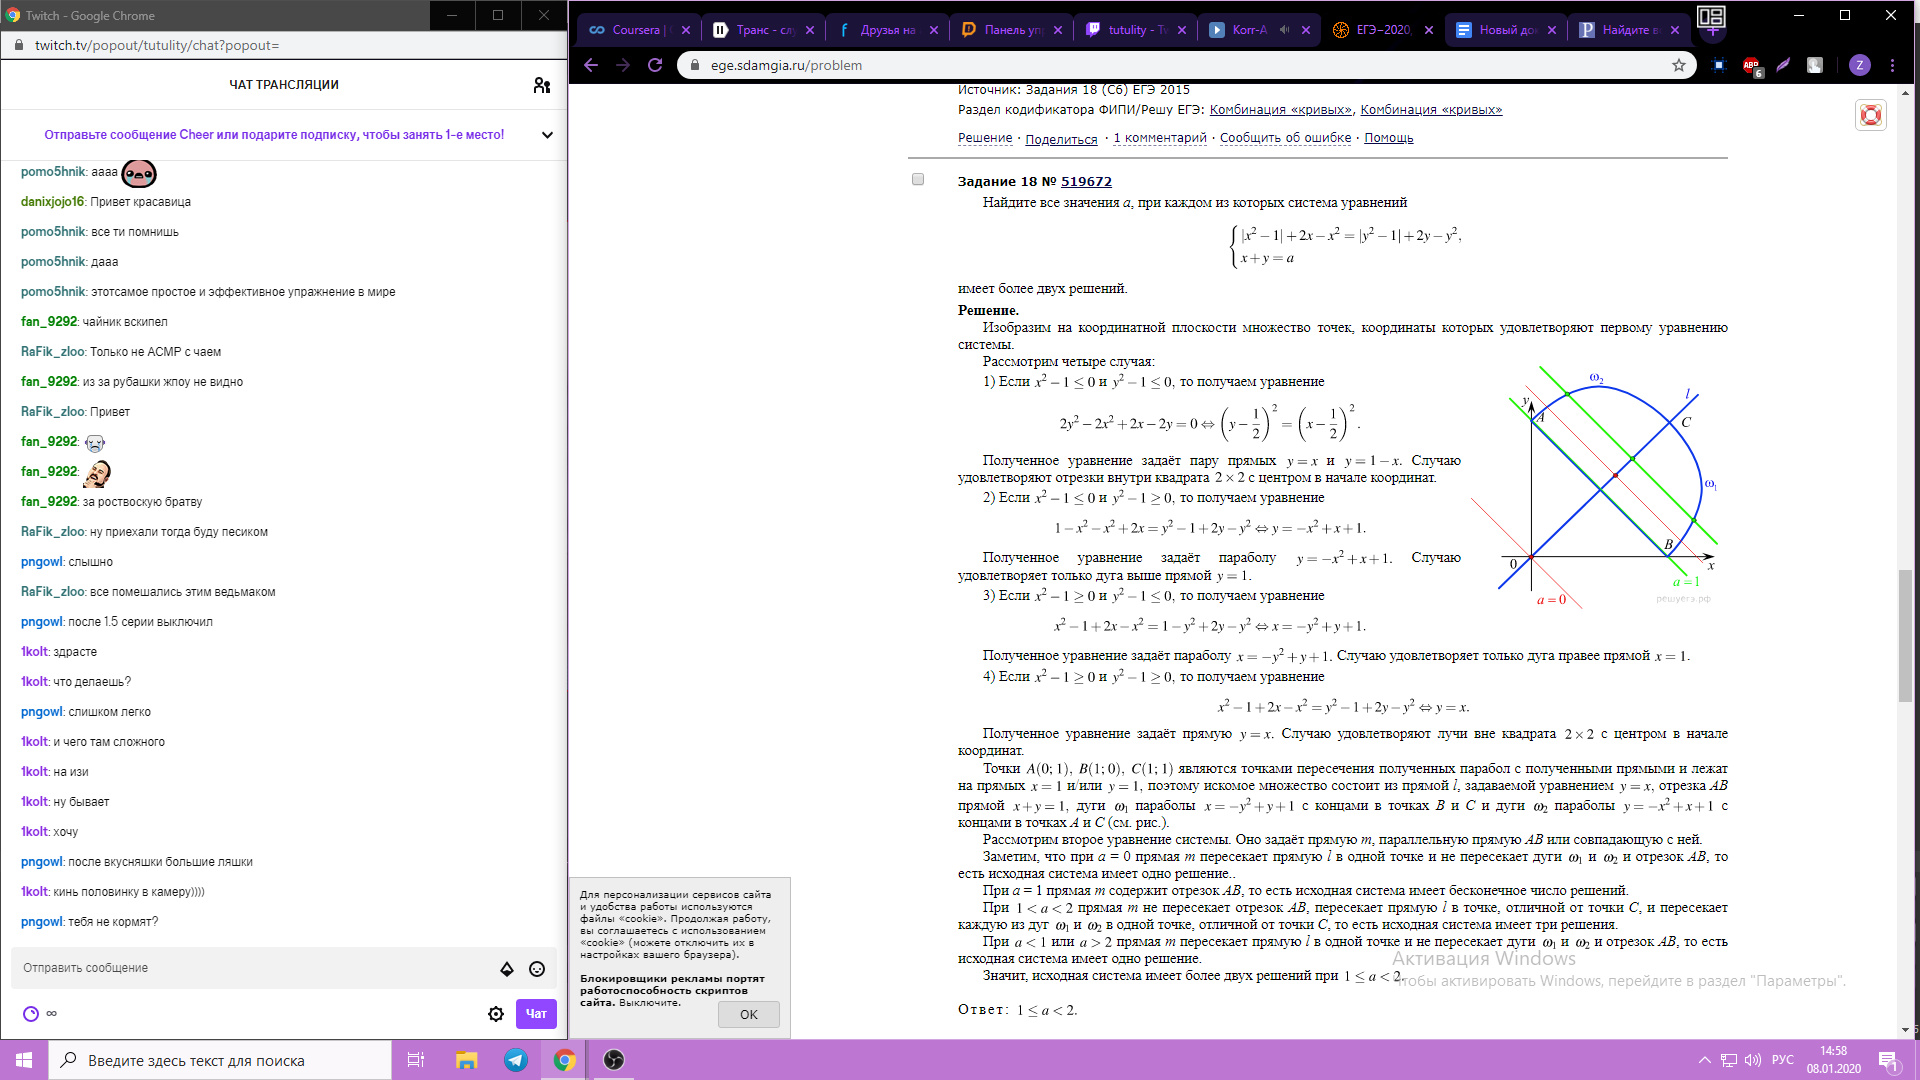 Twitch - Google Chrome
twitch.tv/popout/tutulity/chat?popout=
ЧАТ ТРАНСЛЯЦИИ
Отправьте сообщение Cheer или подарите подписку, чтобы занять 1-е место!
pomo5hnik: аааа
danixjojo16: Привет красавица
pomo5hnik: все ти помнишь
pomo5hnik: дааа
pomo5hnik: этотсамое простое и эффективное упражнение в мире
fan_9292: чайник вскипел
RaFik_zloo: Только не АСМР с чаем
fan_9292: из за рубашки жпоу не видно
RaFik_zloo: Привет
fan_9292:
fan_9292:
fan_9292: за роствоскую братву
RaFik_zloo: ну приехали тогда буду песиком
pngowl: слышно
RaFik_zloo: все помешались этим ведьмаком
pngowl: после 1.5 серии выключил
1kolt: здрасте
1kolt: что делаешь?
pngowl: слишком легко
1kolt: и чего там сложного
1kolt: на изи
1kolt: ну бывает
1kolt: хочу
pngowl: после вкусняшки большие ляшки
1kolt: кинь половинку в камеру))))
pngowl: тебя не кормят?
Отправить сообщение
∞
Чат
Coursera |
Транс - слу
Друзья на
Панель уп
tutulity - Tw
Korr-A
ЕГЭ–2020,
Новый док
Найдите вс
ege.sdamgia.ru/problem
ABP 6
Z
Источник: Задания 18 (С6) ЕГЭ 2015
Раздел кодификатора ФИПИ/Решу ЕГЭ: Комбинация «кривых», Комбинация «кривых»
Решение · Поделиться · 1 комментарий · Сообщить об ошибке · Помощь
Задание 18 № 519672
Найдите все значения a, при каждом из которых система уравнений
|x² − 1| + 2x − x² = |y² − 1| + 2y − y²,
x + y = a
имеет более двух решений.
Решение.
Изобразим на координатной плоскости множество точек, координаты которых удовлетворяют первому уравнению
системы.
Рассмотрим четыре случая:
1) Если x² − 1 ≤ 0 и y² − 1 ≤ 0, то получаем уравнение
2y² − 2x² + 2x − 2y = 0 ⇔ (y − 1/2)² = (x − 1/2)².
Полученное уравнение задаёт пару прямых y = x и y = 1 − x. Случаю
удовлетворяют отрезки внутри квадрата 2 × 2 с центром в начале координат.
2) Если x² − 1 ≤ 0 и y² − 1 ≥ 0, то получаем уравнение
1 − x² − x² + 2x = y² − 1 + 2y − y² ⇔ y = −x² + x + 1.
Полученное уравнение задаёт параболу y = −x² + x + 1. Случаю
удовлетворяет только дуга выше прямой y = 1.
3) Если x² − 1 ≥ 0 и y² − 1 ≤ 0, то получаем уравнение
x² − 1 + 2x − x² = 1 − y² + 2y − y² ⇔ x = −y² + y + 1.
ω₂
l
y
A
C
ω₁
B
0
x
a = 1
a = 0
решуегэ.рф
Полученное уравнение задаёт параболу x = −y² + y + 1. Случаю удовлетворяет только дуга правее прямой x = 1.
4) Если x² − 1 ≥ 0 и y² − 1 ≥ 0, то получаем уравнение
x² − 1 + 2x − x² = y² − 1 + 2y − y² ⇔ y = x.
Полученное уравнение задаёт прямую y = x. Случаю удовлетворяют лучи вне квадрата 2 × 2 с центром в начале
координат.
Точки A(0; 1), B(1; 0), C(1; 1) являются точками пересечения полученных парабол с полученными прямыми и лежат
на прямых x = 1 и/или y = 1, поэтому искомое множество состоит из прямой l, задаваемой уравнением y = x, отрезка AB
прямой x + y = 1, дуги ω₁ параболы x = −y² + y + 1 с концами в точках B и C и дуги ω₂ параболы y = −x² + x + 1 с
концами в точках A и C (см. рис.).
Рассмотрим второе уравнение системы. Оно задаёт прямую m, параллельную прямую AB или совпадающую с ней.
Заметим, что при a = 0 прямая m пересекает прямую l в одной точке и не пересекает дуги ω₁ и ω₂ и отрезок AB, то
есть исходная система имеет одно решение..
При a = 1 прямая m содержит отрезок AB, то есть исходная система имеет бесконечное число решений.
При 1 < a < 2 прямая m не пересекает отрезок AB, пересекает прямую l в точке, отличной от точки C, и пересекает
каждую из дуг ω₁ и ω₂ в одной точке, отличной от точки C, то есть исходная система имеет три решения.
При a < 1 или a > 2 прямая m пересекает прямую l в одной точке и не пересекает дуги ω₁ и ω₂ и отрезок AB, то есть
исходная система имеет одно решение.
Значит, исходная система имеет более двух решений при 1 ≤ a < 2.
Ответ: 1 ≤ a < 2.
Активация Windows
Чтобы активировать Windows, перейдите в раздел "Параметры".
Для персонализации сервисов сайта
и удобства работы используются
файлы «cookie». Продолжая работу,
вы соглашаетесь с использованием
«cookie» (можете отключить их в
настройках вашего браузера).
Блокировщики рекламы портят
работоспособность скриптов
сайта. Выключите.
OK
Введите здесь текст для поиска
РУС
14:58
08.01.2020
1